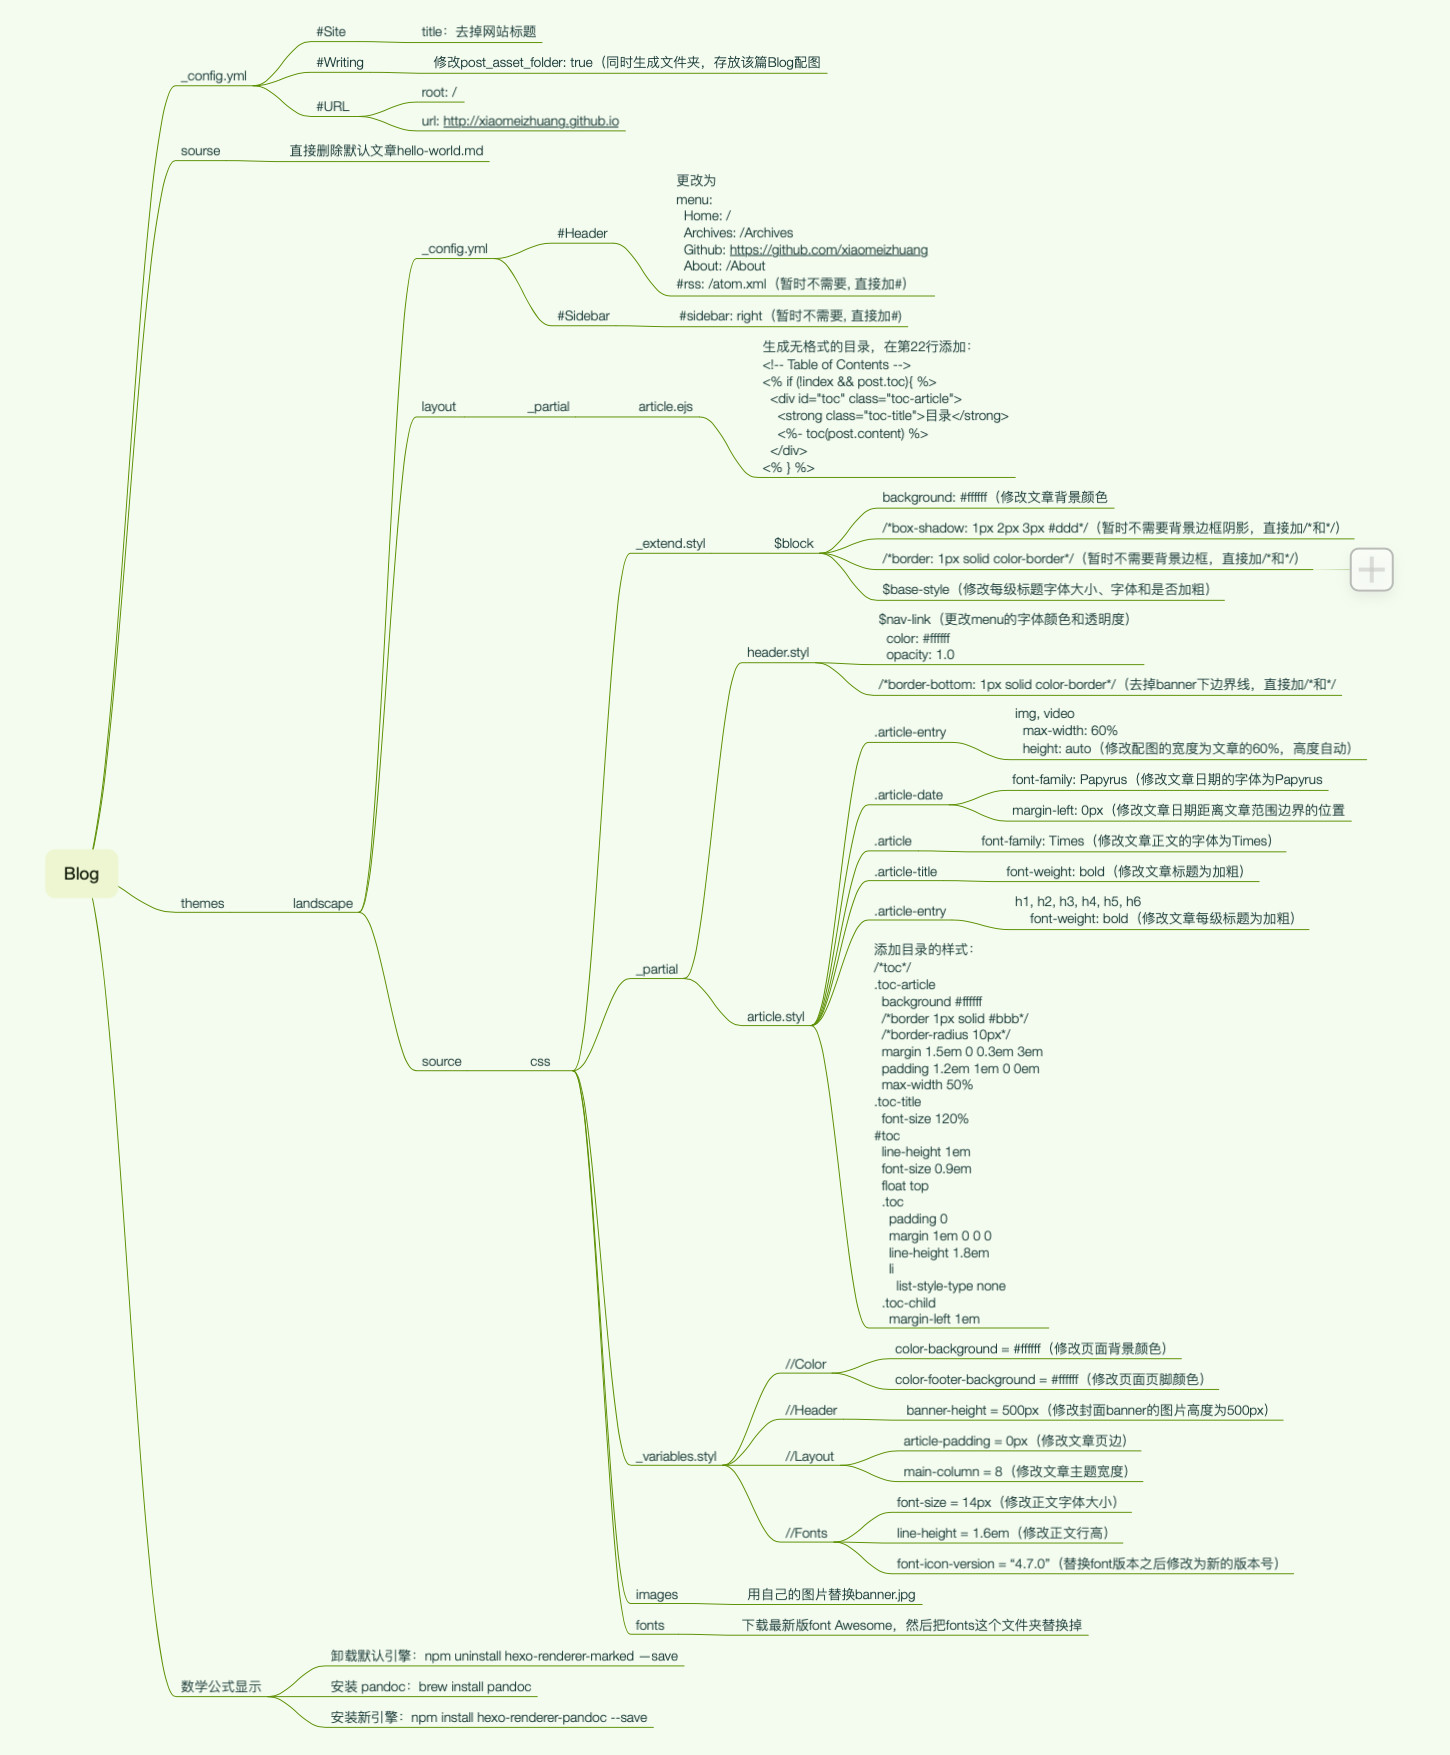 #Site
title：去掉网站标题
#Writing
修改post_asset_folder: true（同时生成文件夹，存放该篇Blog配图
_config.yml
#URL
root: /
url: http://xiaomeizhuang.github.io
sourse
直接删除默认文章hello-world.md
更改为
menu:
Home: /
Archives: /Archives
Github: https://github.com/xiaomeizhuang
About: /About
#rss: /atom.xml（暂时不需要, 直接加#）
#Header
_config.yml
#Sidebar
#sidebar: right（暂时不需要, 直接加#)
生成无格式的目录，在第22行添加：
<!-- Table of Contents -->
<% if (!index && post.toc){ %>
<div id="toc" class="toc-article">
<strong class="toc-title">目录</strong>
<%- toc(post.content) %>
</div>
<% } %>
layout
_partial
article.ejs
background: #ffffff（修改文章背景颜色
/*box-shadow: 1px 2px 3px #ddd*/（暂时不需要背景边框阴影，直接加/*和*/）
_extend.styl
$block
/*border: 1px solid color-border*/（暂时不需要背景边框，直接加/*和*/）
$base-style（修改每级标题字体大小、字体和是否加粗）
$nav-link（更改menu的字体颜色和透明度）
color: #ffffff
opacity: 1.0
header.styl
/*border-bottom: 1px solid color-border*/（去掉banner下边界线，直接加/*和*/
.article-entry
img, video
max-width: 60%
height: auto（修改配图的宽度为文章的60%，高度自动）
.article-date
font-family: Papyrus（修改文章日期的字体为Papyrus
margin-left: 0px（修改文章日期距离文章范围边界的位置
.article
font-family: Times（修改文章正文的字体为Times）
.article-title
font-weight: bold（修改文章标题为加粗）
.article-entry
h1, h2, h3, h4, h5, h6
font-weight: bold（修改文章每级标题为加粗）
Blog
themes
landscape
_partial
article.styl
添加目录的样式：
/*toc*/
.toc-article
background #ffffff
/*border 1px solid #bbb*/
/*border-radius 10px*/
margin 1.5em 0 0.3em 3em
padding 1.2em 1em 0 0em
max-width 50%
.toc-title
font-size 120%
#toc
line-height 1em
font-size 0.9em
float top
.toc
padding 0
margin 1em 0 0 0
line-height 1.8em
li
list-style-type none
.toc-child
margin-left 1em
source
css
//Color
color-background = #ffffff（修改页面背景颜色）
color-footer-background = #ffffff（修改页面页脚颜色）
//Header
banner-height = 500px（修改封面banner的图片高度为500px）
_variables.styl
//Layout
article-padding = 0px（修改文章页边）
main-column = 8（修改文章主题宽度）
//Fonts
font-size = 14px（修改正文字体大小）
line-height = 1.6em（修改正文行高）
font-icon-version = “4.7.0”（替换font版本之后修改为新的版本号）
images
用自己的图片替换banner.jpg
fonts
下载最新版font Awesome，然后把fonts这个文件夹替换掉
数学公式显示
卸载默认引擎：npm uninstall hexo-renderer-marked —save
安装 pandoc：brew install pandoc
安装新引擎：npm install hexo-renderer-pandoc --save